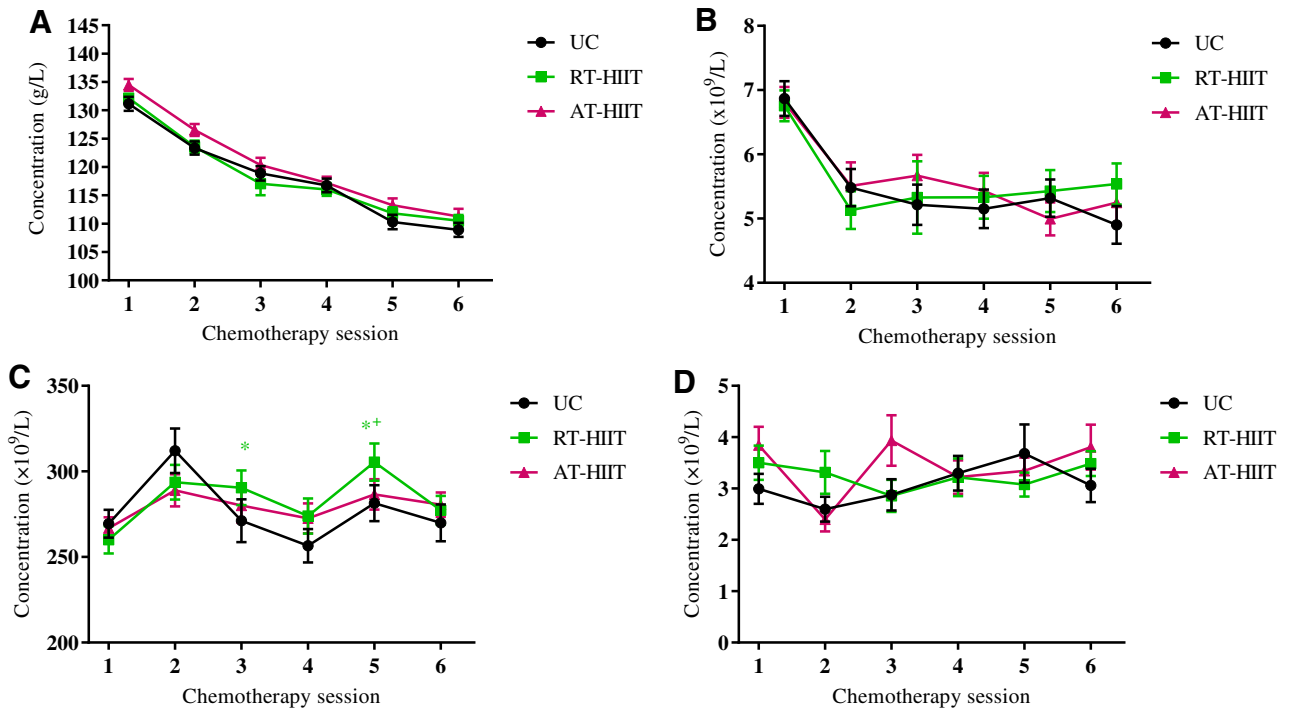 A
Concentration (g/L)
145
140
135
130
125
120
115
110
105
100
1 2 3 4 5 6
Chemotherapy session
UC
RT-HIIT
AT-HIIT
B
Concentration (x10⁹/L)
8
7
6
5
4
1 2 3 4 5 6
Chemotherapy session
UC
RT-HIIT
AT-HIIT
C
Concentration (×10⁹/L)
350
300
250
200
*
*+
1 2 3 4 5 6
Chemotherapy session
UC
RT-HIIT
AT-HIIT
D
Concentration (×10⁹/L)
5
4
3
2
1
0
1 2 3 4 5 6
Chemotherapy session
UC
RT-HIIT
AT-HIIT